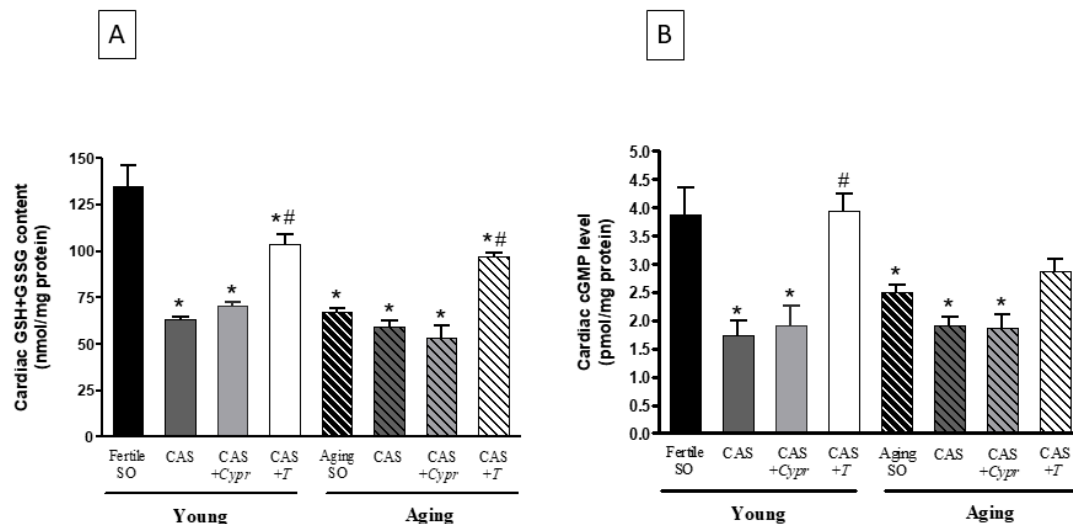 A
Cardiac GSH+GSSG content
(nmol/mg protein)
150
125
100
75
50
25
0
*
*
*#
*
*
*
*#
Fertile
SO
CAS
CAS
+Cypr
CAS
+T
Aging
SO
CAS
CAS
+Cypr
CAS
+T
Young
Aging
B
Cardiac cGMP level
(pmol/mg protein)
5.0
4.5
4.0
3.5
3.0
2.5
2.0
1.5
1.0
0.5
0.0
*
*
#
*
*
*
Fertile
SO
CAS
CAS
+Cypr
CAS
+T
Aging
SO
CAS
CAS
+Cypr
CAS
+T
Young
Aging